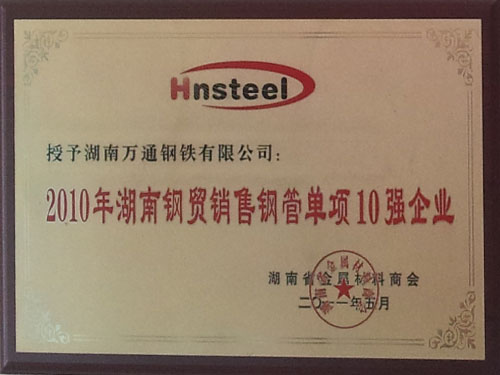 Hnsteel
授予湖南万通钢铁有限公司：
2010年湖南钢贸销售钢管单项10强企业
湖南省金属材料商会
二〇一一年五月